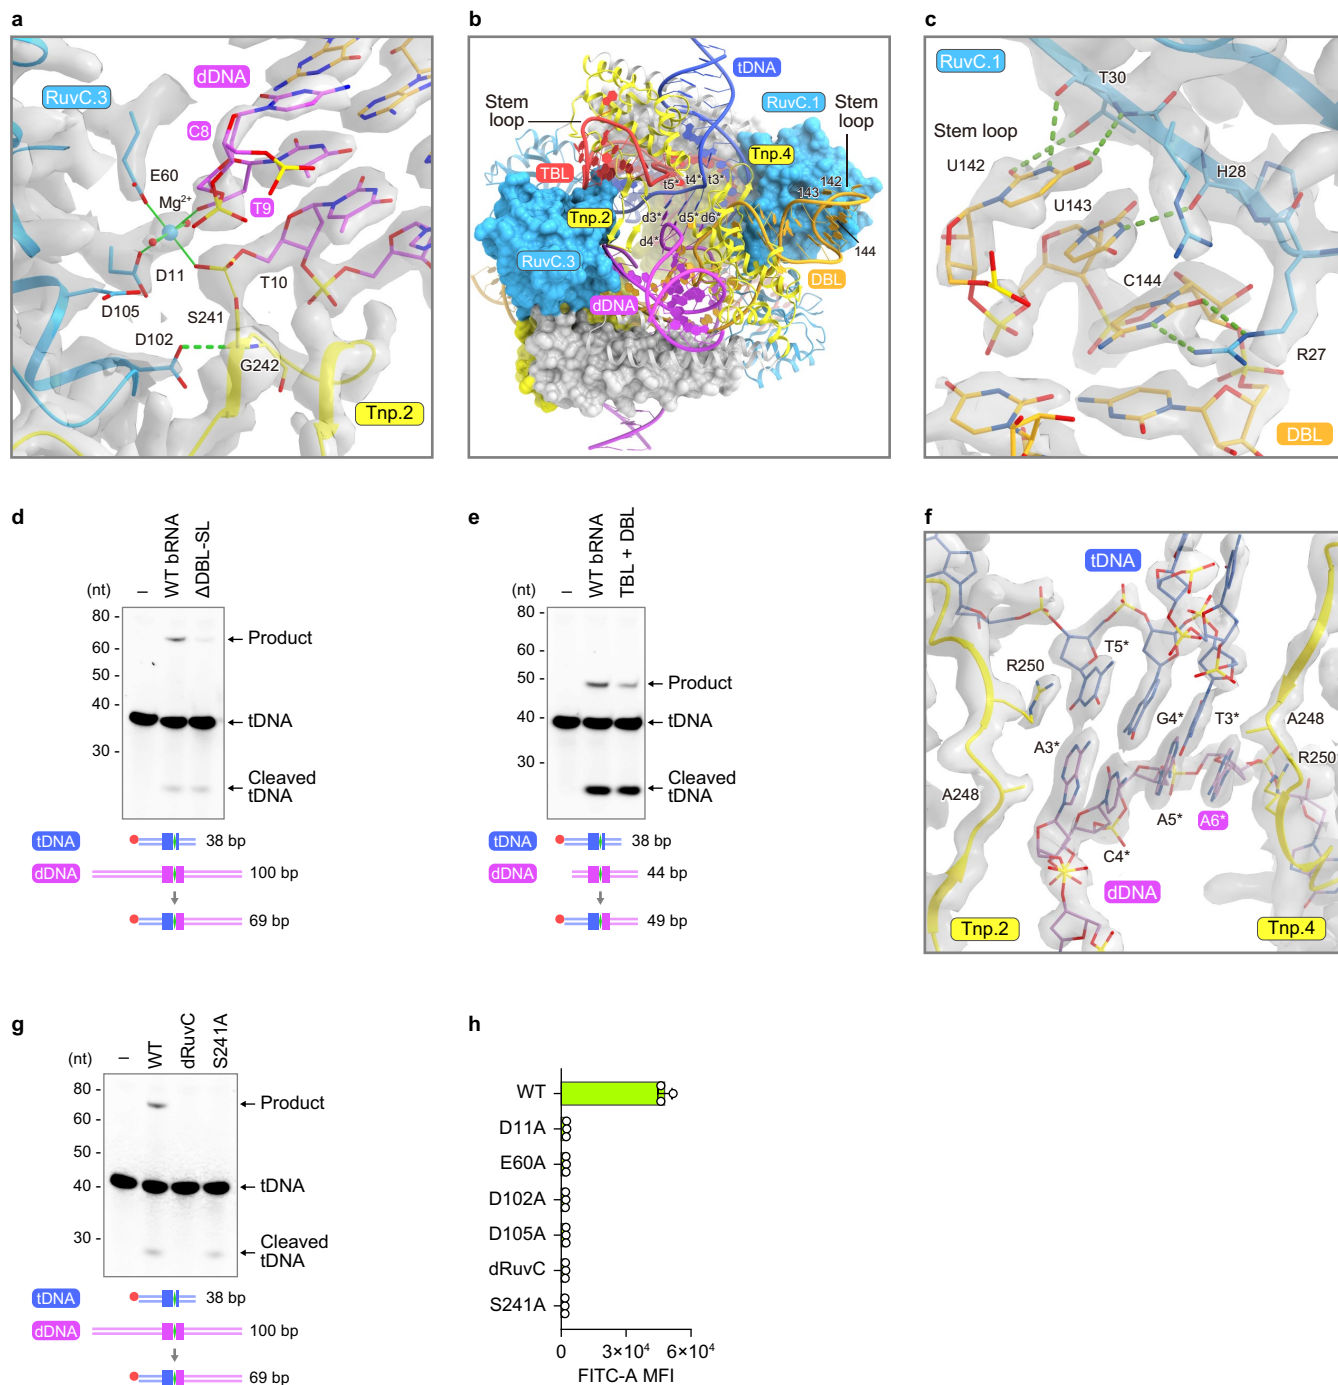 a
RuvC.3
dDNA
C8
E60
Mg²⁺
T9
D11
T10
D105
S241
D102
G242
Tnp.2
b
tDNA
Stem loop
RuvC.1
Stem loop
TBL
Tnp.4
t5* t4* t3*
142
143
Tnp.2
d3* d5* d6*
d4*
144
RuvC.3
DBL
dDNA
c
RuvC.1
T30
Stem loop
U142
H28
U143
C144
R27
DBL
d
(nt)
– WT bRNA ΔDBL-SL
80
60
50
40
30
Product
tDNA
Cleaved tDNA
tDNA 38 bp
dDNA 100 bp
69 bp
e
(nt)
– WT bRNA TBL + DBL
80
60
50
40
30
Product
tDNA
Cleaved tDNA
tDNA 38 bp
dDNA 44 bp
49 bp
f
tDNA
R250
T5*
G4*
T3*
A248
A3*
R250
A248
A5*
A6*
C4*
dDNA
Tnp.2
Tnp.4
g
(nt)
– WT dRuvC S241A
80
60
50
40
30
Product
tDNA
Cleaved tDNA
tDNA 38 bp
dDNA 100 bp
69 bp
h
WT
D11A
E60A
D102A
D105A
dRuvC
S241A
0 3×10⁴ 6×10⁴
FITC-A MFI